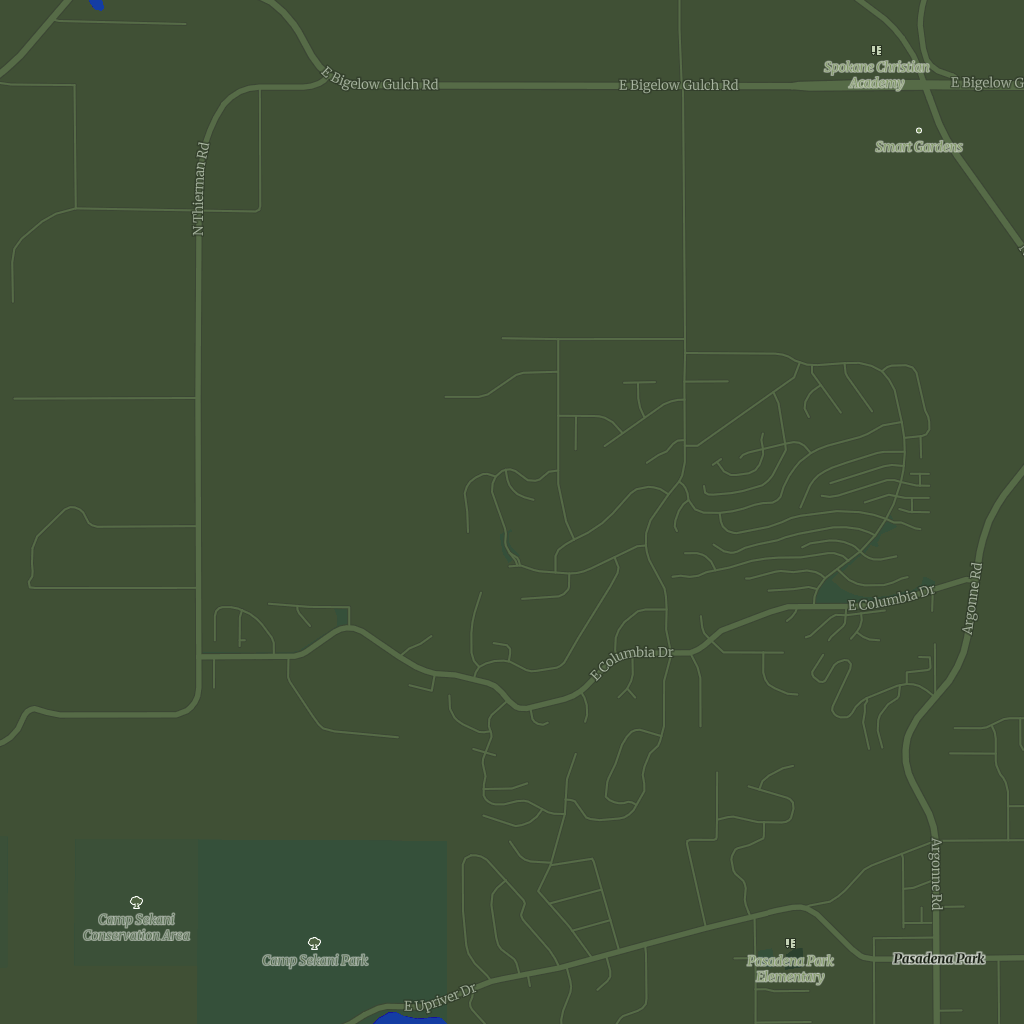 Spokane Christian
Academy
E Bigelow Gulch Rd
E Bigelow Gulch Rd
E Bigelow G
Smart Gardens
N Thierman Rd
Argonne Rd
E Columbia Dr
E Columbia Dr
Argonne Rd
Camp Sekani
Conservation Area
Camp Sekani Park
Pasadena Park
Elementary
Pasadena Park
E Upriver Dr